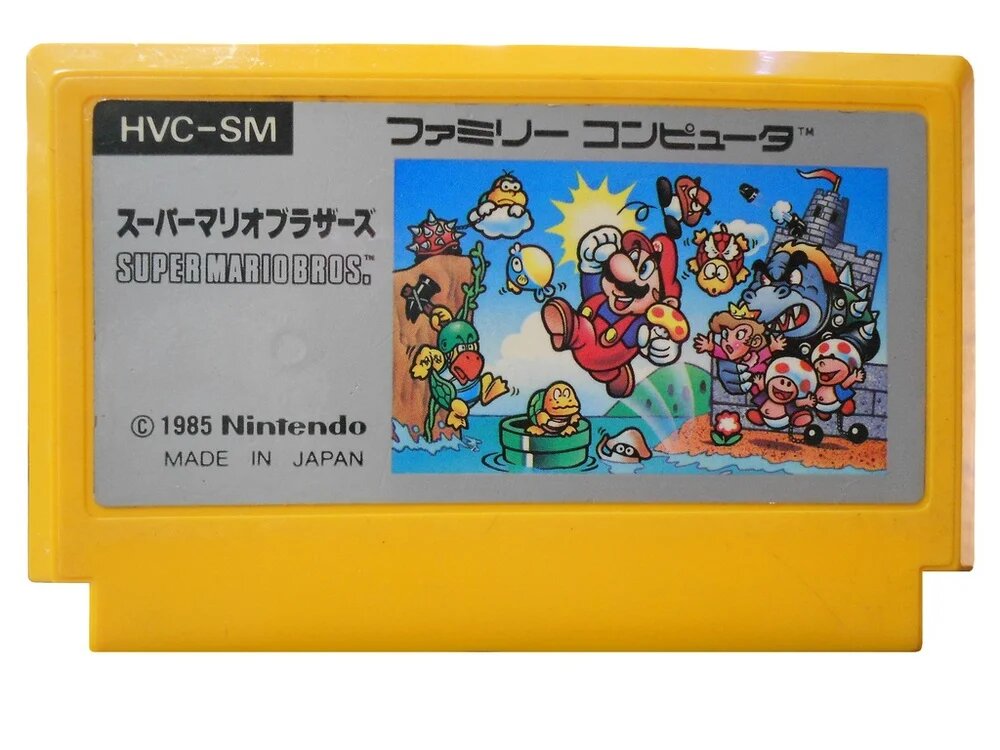 HVC-SM
ファミリー コンピュータ™
スーパーマリオブラザーズ
SUPER MARIO BROS.™
© 1985 Nintendo
MADE IN JAPAN